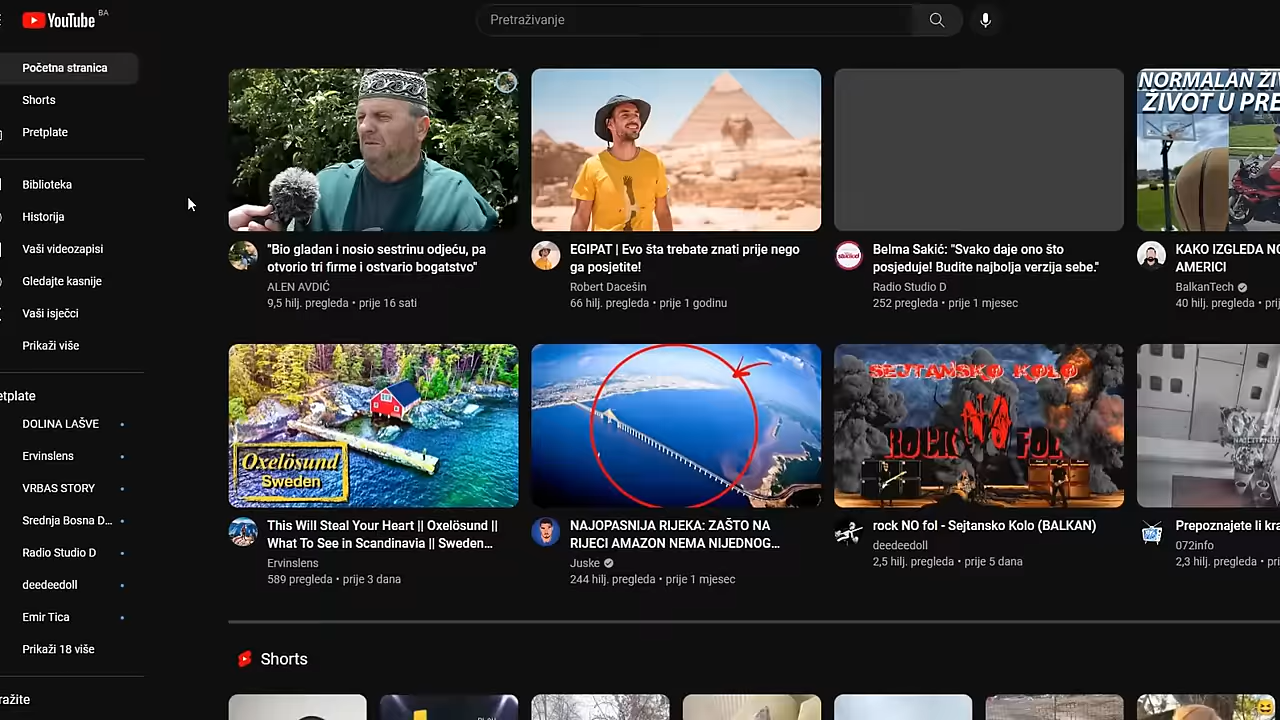 YouTube BA
Pretraživanje
Početna stranica
Shorts
Pretplate
Biblioteka
Historija
Vaši videozapisi
Gledajte kasnije
Vaši isječci
Prikaži više
etplate
DOLINA LAŠVE
Ervinslens
VRBAS STORY
Srednja Bosna D...
Radio Studio D
deedeedoll
Emir Tica
Prikaži 18 više
ražite
"Bio gladan i nosio sestrinu odjeću, pa
otvorio tri firme i ostvario bogatstvo"
ALEN AVDIĆ
9,5 hilj. pregleda • prije 16 sati
EGIPAT | Evo šta trebate znati prije nego
ga posjetite!
Robert Dacešin
66 hilj. pregleda • prije 1 godinu
Belma Sakić: "Svako daje ono što
posjeduje! Budite najbolja verzija sebe."
Radio Studio D
252 pregleda • prije 1 mjesec
NORMALAN ŽI
ŽIVOT U PRE
KAKO IZGLEDA NO
AMERICI
BalkanTech
40 hilj. pregleda • prij
Oxelösund
Sweden
This Will Steal Your Heart || Oxelösund ||
What To See in Scandinavia || Sweden...
Ervinslens
589 pregleda • prije 3 dana
NAJOPASNIJA RIJEKA: ZAŠTO NA
RIJECI AMAZON NEMA NIJEDNOG...
Juske
244 hilj. pregleda • prije 1 mjesec
SEJTANSKO KOLO
ROCK NO FOL
rock NO fol - Sejtansko Kolo (BALKAN)
deedeedoll
2,5 hilj. pregleda • prije 5 dana
Prepoznajete li kra
072info
2,3 hilj. pregleda • pri
Shorts